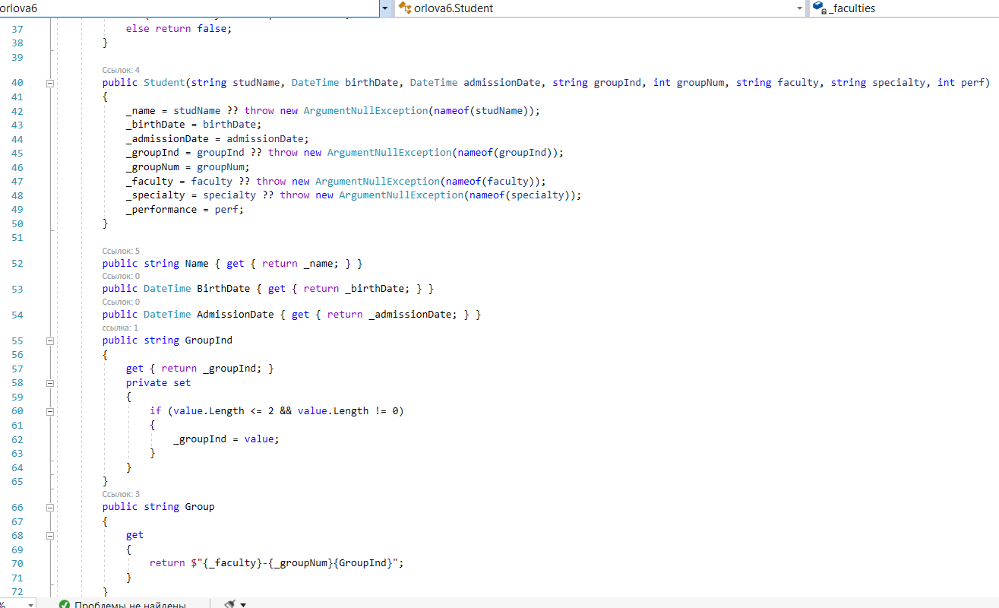 orlova6 orlova6.Student _faculties
37 else return false;
38 }
39
Ссылок: 4
40 public Student(string studName, DateTime birthDate, DateTime admissionDate, string groupInd, int groupNum, string faculty, string specialty, int perf)
41 {
42 _name = studName ?? throw new ArgumentNullException(nameof(studName));
43 _birthDate = birthDate;
44 _admissionDate = admissionDate;
45 _groupInd = groupInd ?? throw new ArgumentNullException(nameof(groupInd));
46 _groupNum = groupNum;
47 _faculty = faculty ?? throw new ArgumentNullException(nameof(faculty));
48 _specialty = specialty ?? throw new ArgumentNullException(nameof(specialty));
49 _performance = perf;
50 }
51
Ссылок: 5
52 public string Name { get { return _name; } }
Ссылок: 0
53 public DateTime BirthDate { get { return _birthDate; } }
Ссылок: 0
54 public DateTime AdmissionDate { get { return _admissionDate; } }
ссылка: 1
55 public string GroupInd
56 {
57 get { return _groupInd; }
58 private set
59 {
60 if (value.Length <= 2 && value.Length != 0)
61 {
62 _groupInd = value;
63 }
64 }
65 }
Ссылок: 3
66 public string Group
67 {
68 get
69 {
70 return $"{_faculty}-{_groupNum}{GroupInd}";
71 }
72 }
% Проблемы не найдены